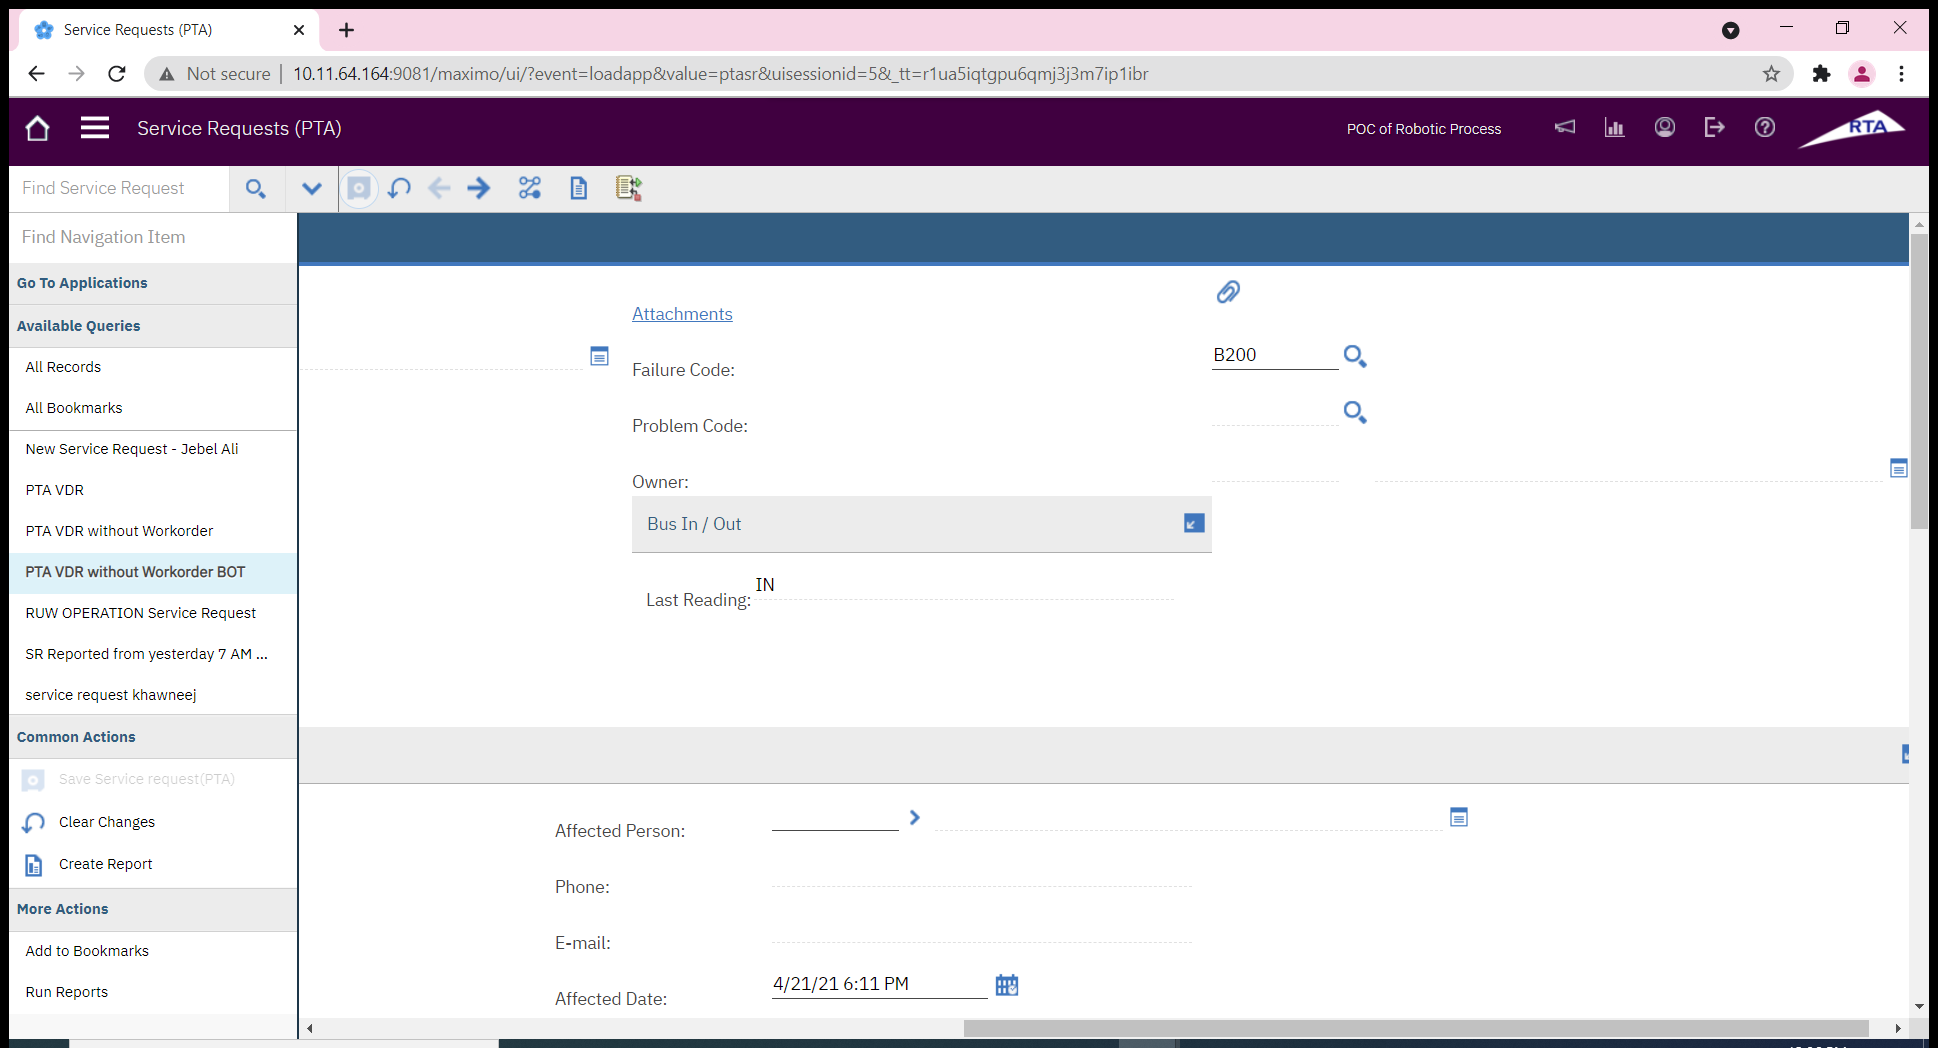 Service Requests (PTA)
Not secure | 10.11.64.164:9081/maximo/ui/?event=loadapp&value=ptasr&uisessionid=5&_tt=r1ua5iqtgpu6qmj3j3m7ip1ibr
Service Requests (PTA)
POC of Robotic Process
RTA
Find Service Request
Find Navigation Item
Go To Applications
Available Queries
All Records
All Bookmarks
New Service Request - Jebel Ali
PTA VDR
PTA VDR without Workorder
PTA VDR without Workorder BOT
RUW OPERATION Service Request
SR Reported from yesterday 7 AM ...
service request khawneej
Common Actions
Save Service request(PTA)
Clear Changes
Create Report
More Actions
Add to Bookmarks
Run Reports
Attachments
Failure Code: B200
Problem Code:
Owner:
Bus In / Out
Last Reading: IN
Affected Person:
Phone:
E-mail:
Affected Date: 4/21/21 6:11 PM